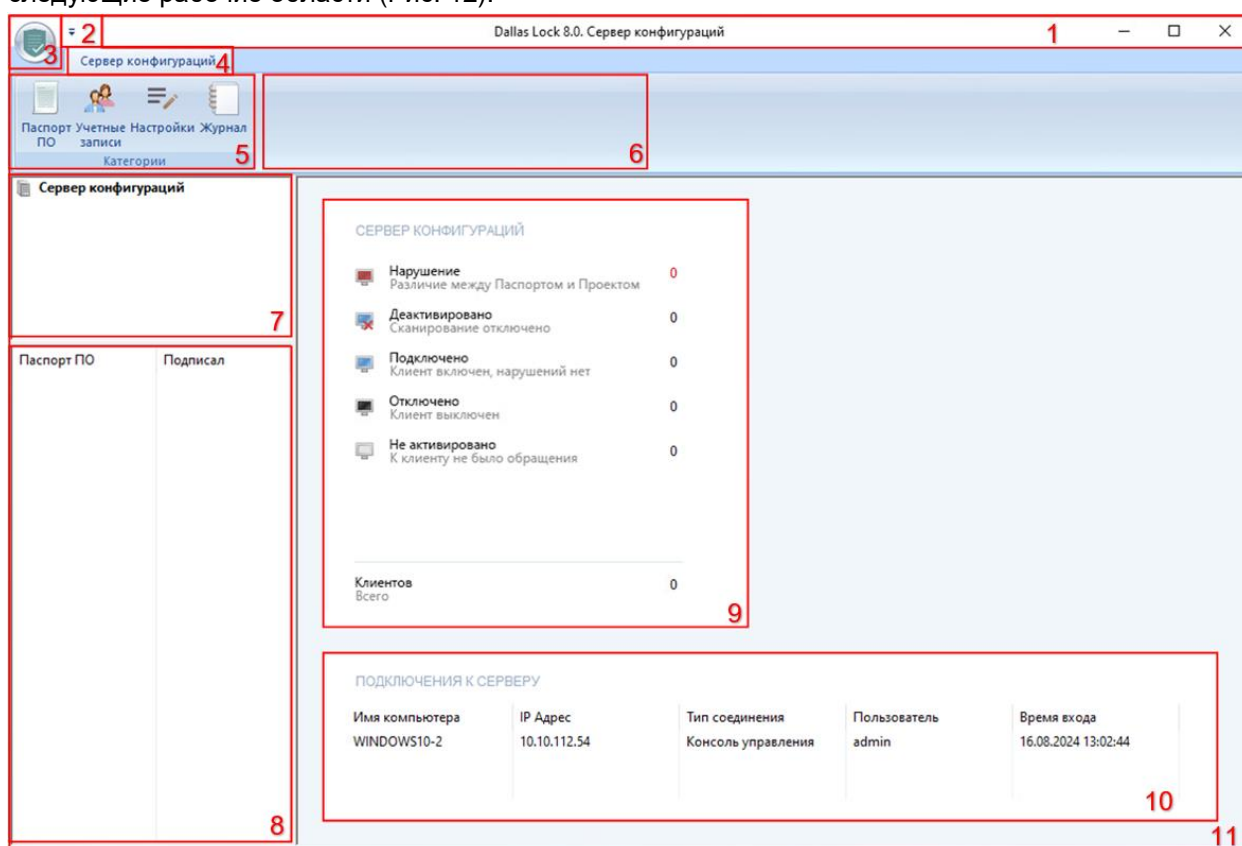 следующие рабочие области (Рис. 12):
2
Dallas Lock 8.0. Сервер конфигураций
1
3
Сервер конфигураций
4
Паспорт ПО
Учетные записи
Настройки
Журнал
Категории
5
6
Сервер конфигураций
7
Паспорт ПО
Подписал
8
СЕРВЕР КОНФИГУРАЦИЙ
Нарушение
0
Различие между Паспортом и Проектом
Деактивировано
0
Сканирование отключено
Подключено
0
Клиент включен, нарушений нет
Отключено
0
Клиент выключен
Не активировано
0
К клиенту не было обращения
Клиентов
0
Всего
9
ПОДКЛЮЧЕНИЯ К СЕРВЕРУ
Имя компьютера IP Адрес Тип соединения Пользователь Время входа
WINDOWS10-2 10.10.112.54 Консоль управления admin 16.08.2024 13:02:44
10
11